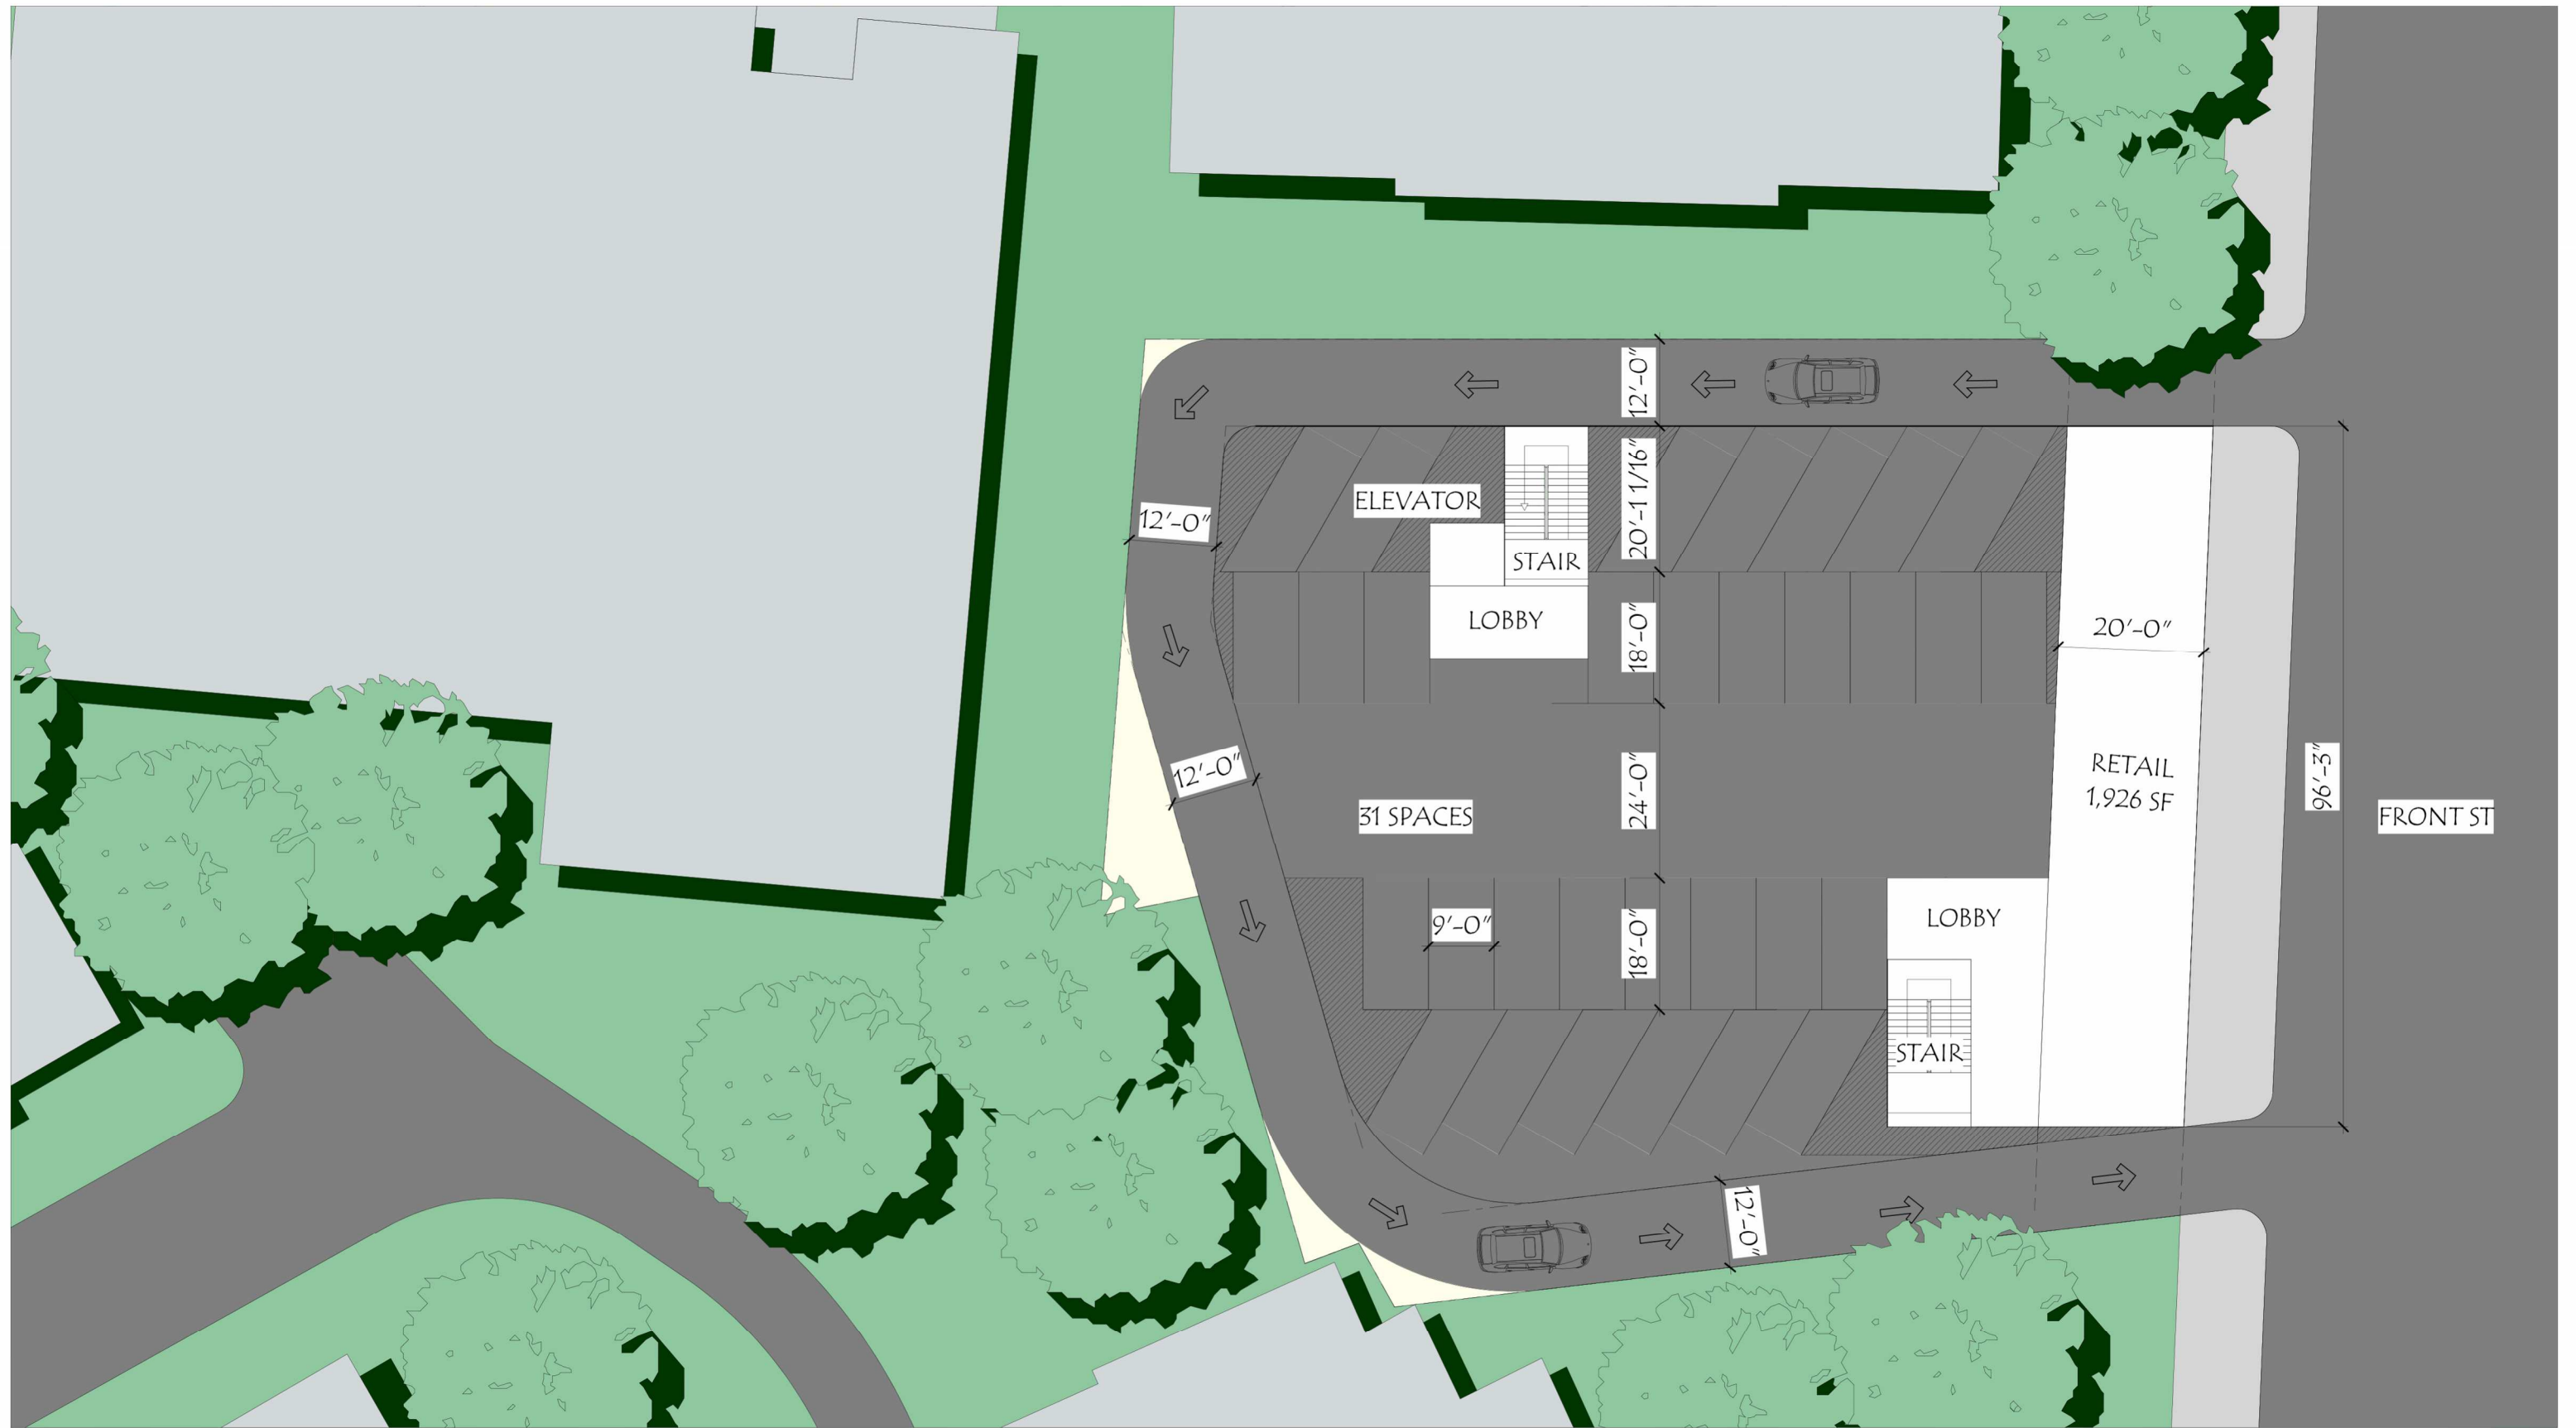 12'-0"
20'-1 1/16"
ELEVATOR
12'-0"
STAIR
LOBBY
18'-0"
20'-0"
12'-0"
24'-0"
31 SPACES
RETAIL
1,926 SF
96'-3"
FRONT ST
9'-0"
18'-0"
LOBBY
STAIR
12'-0"